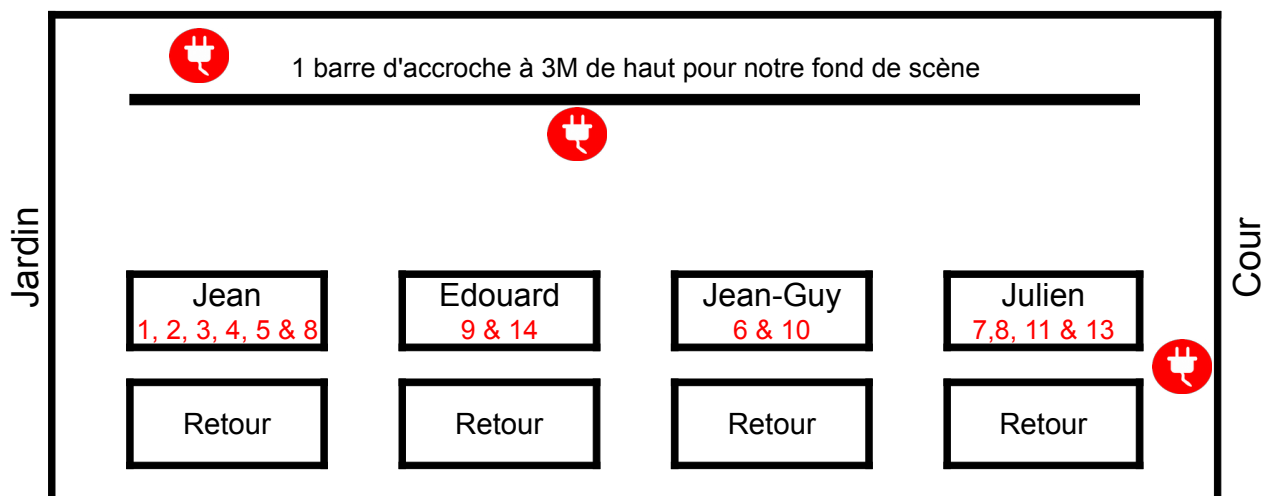 1 barre d'accroche à 3M de haut pour notre fond de scène
Jardin
Cour
Jean
1, 2, 3, 4, 5 & 8
Edouard
9 & 14
Jean-Guy
6 & 10
Julien
7,8, 11 & 13
Retour
Retour
Retour
Retour